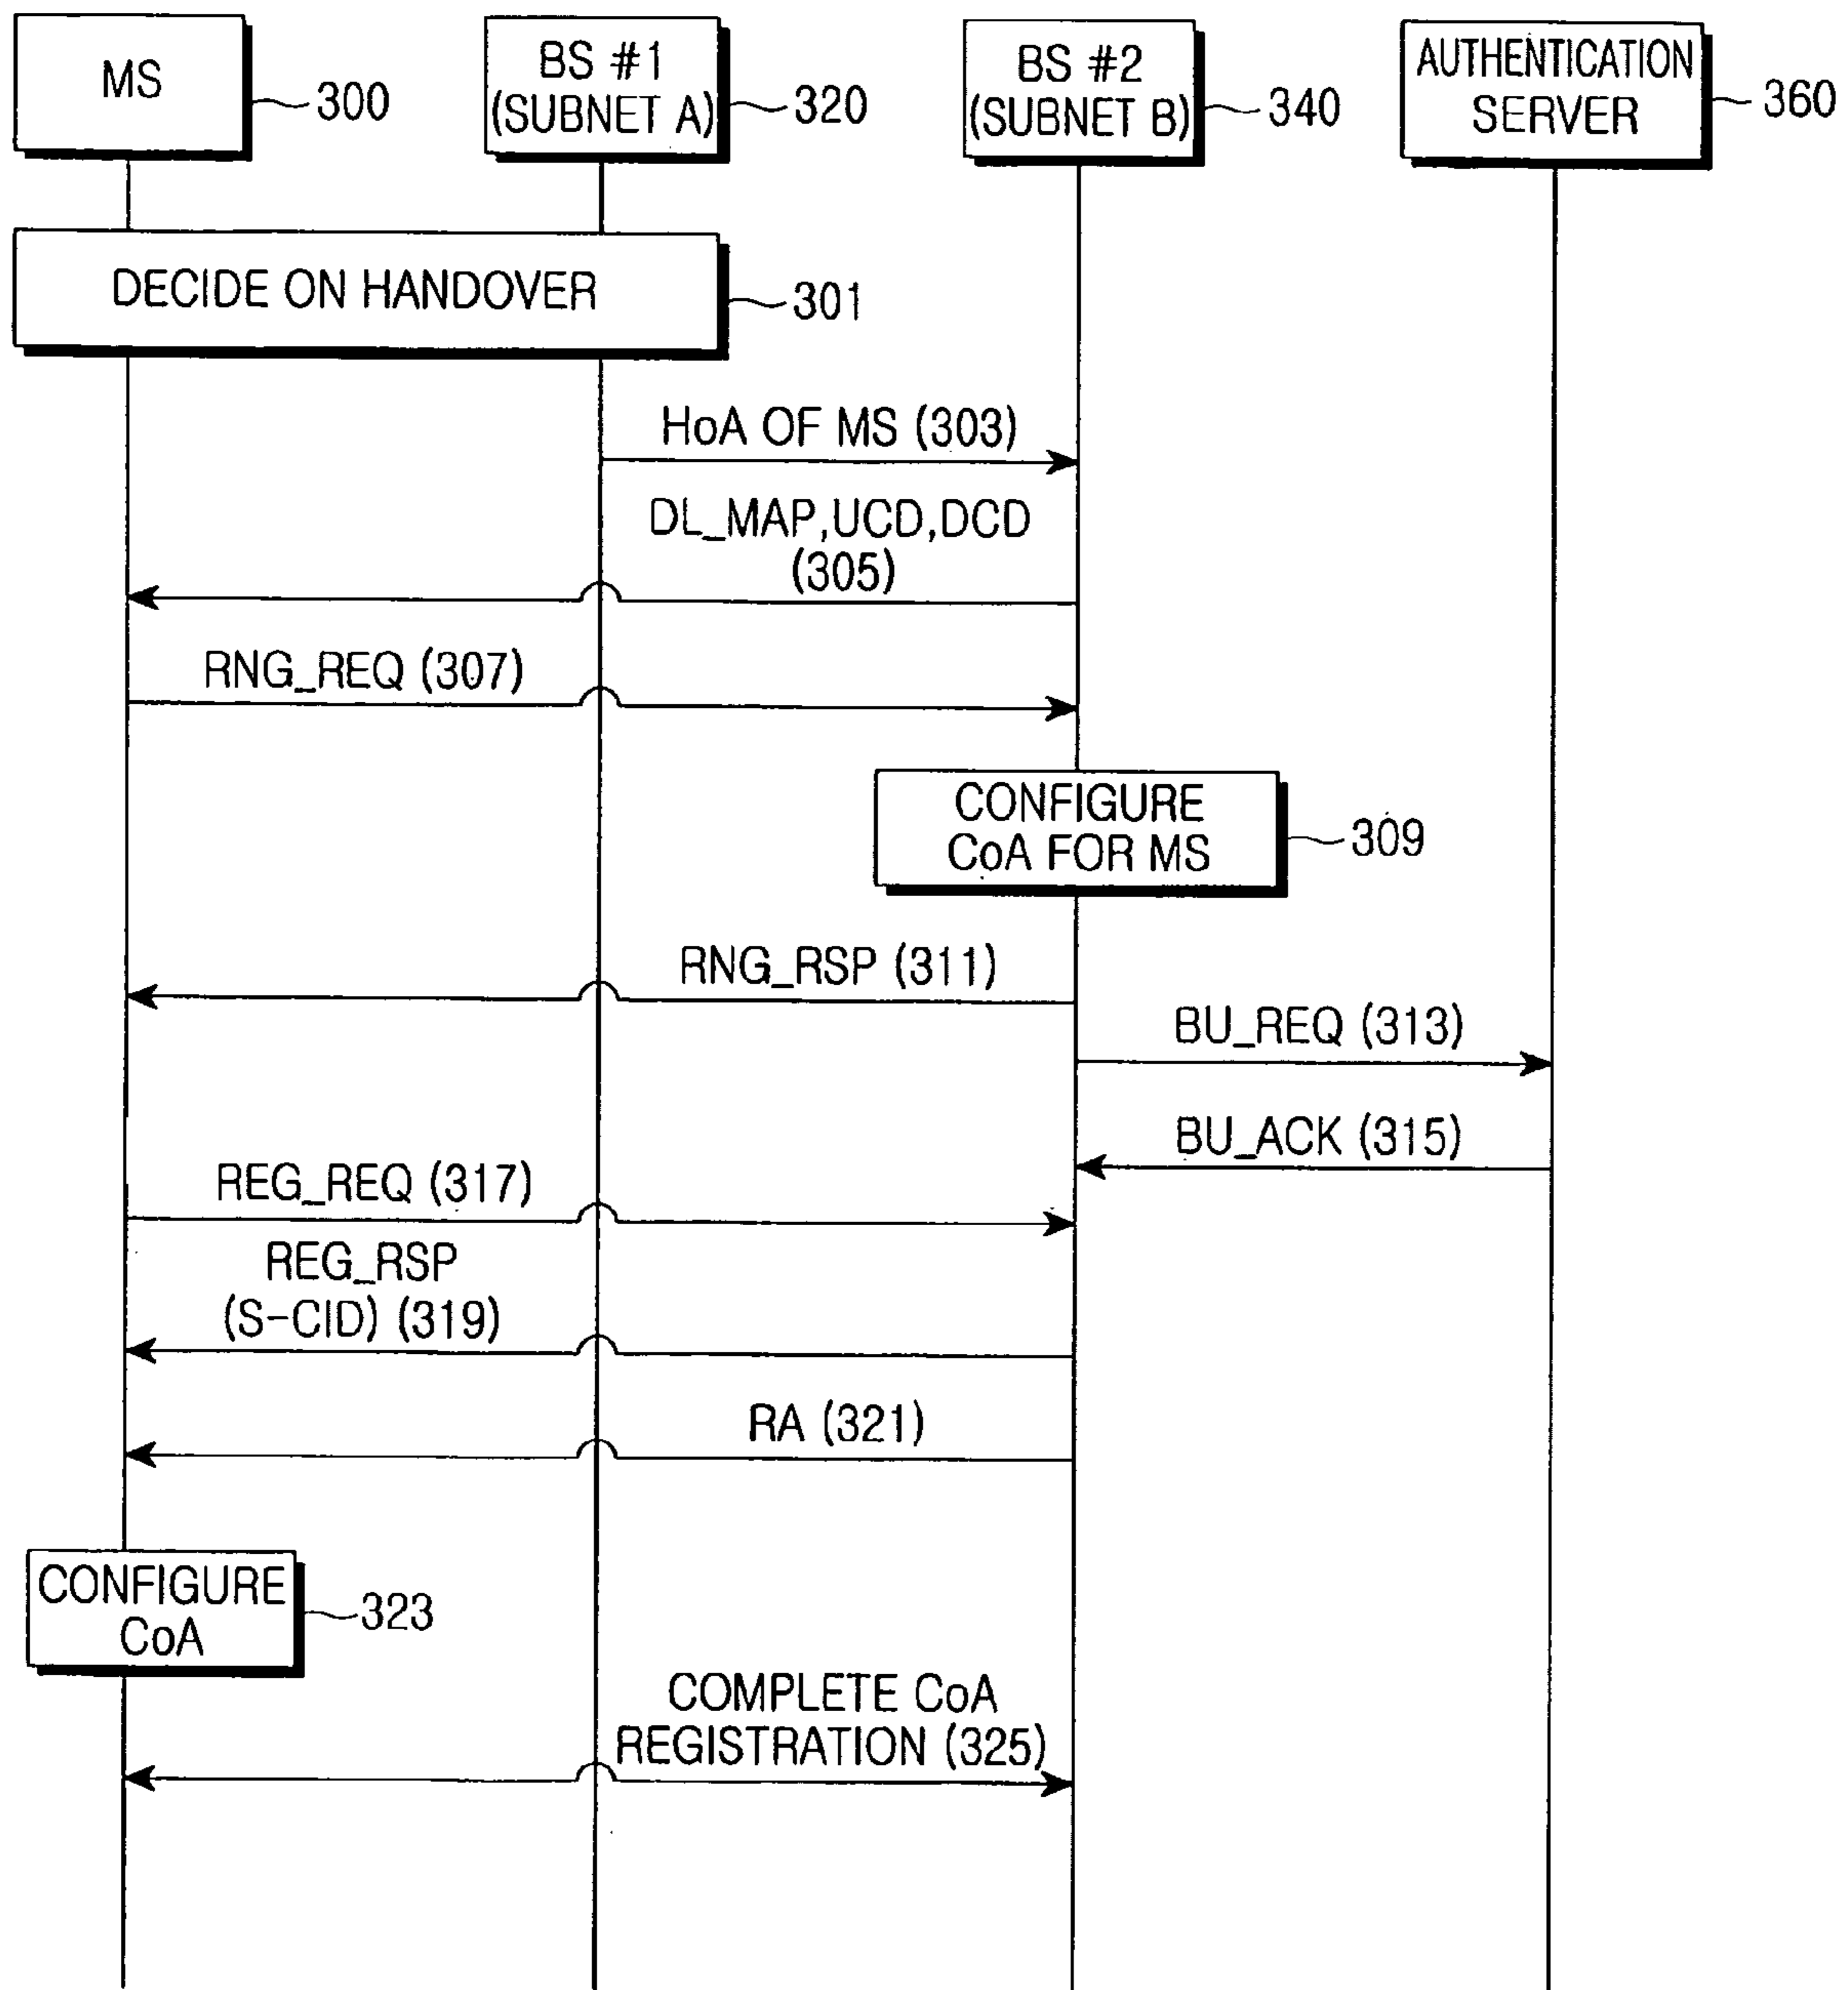 MS
300
BS #1
(SUBNET A)
320
BS #2
(SUBNET B)
340
AUTHENTICATION
SERVER
360
DECIDE ON HANDOVER
301
HoA OF MS (303)
DL_MAP,UCD,DCD
(305)
RNG_REQ (307)
CONFIGURE
CoA FOR MS
309
RNG_RSP (311)
BU_REQ (313)
BU_ACK (315)
REG_REQ (317)
REG_RSP
(S-CID) (319)
RA (321)
CONFIGURE
CoA
323
COMPLETE CoA
REGISTRATION (325)